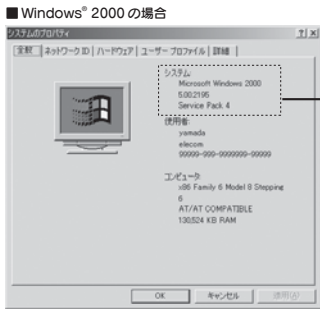 ■ Windows® 2000 の場合
システムのプロパティ
全般 ネットワーク ID ハードウェア ユーザー プロファイル 詳細
システム:
Microsoft Windows 2000
5.00.2195
Service Pack 4
使用者:
yamada
elecom
99999-999-9999999-99999
コンピュータ:
x86 Family 6 Model 8 Stepping
6
AT/AT COMPATIBLE
130,524 KB RAM
OK キャンセル 適用(A)